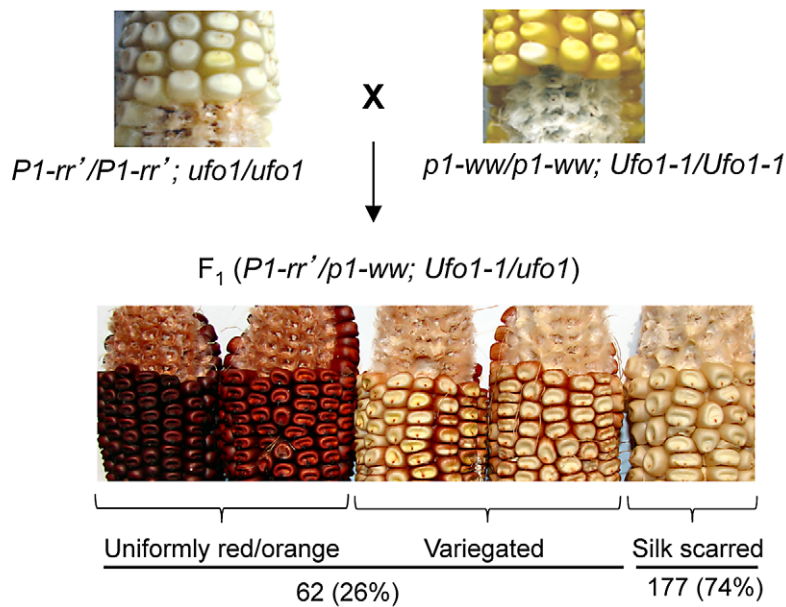 X
P1-rr’/P1-rr’; ufo1/ufo1
p1-ww/p1-ww; Ufo1-1/Ufo1-1
F1 (P1-rr’/p1-ww; Ufo1-1/ufo1)
Uniformly red/orange Variegated Silk scarred
62 (26%) 177 (74%)